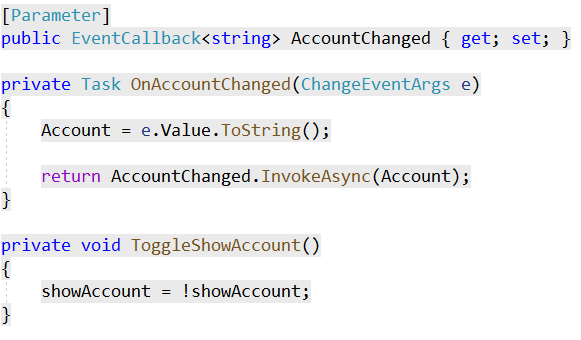 [Parameter]
public EventCallback<string> AccountChanged { get; set; }
private Task OnAccountChanged(ChangeEventArgs e)
{
Account = e.Value.ToString();
return AccountChanged.InvokeAsync(Account);
}
private void ToggleShowAccount()
{
showAccount = !showAccount;
}